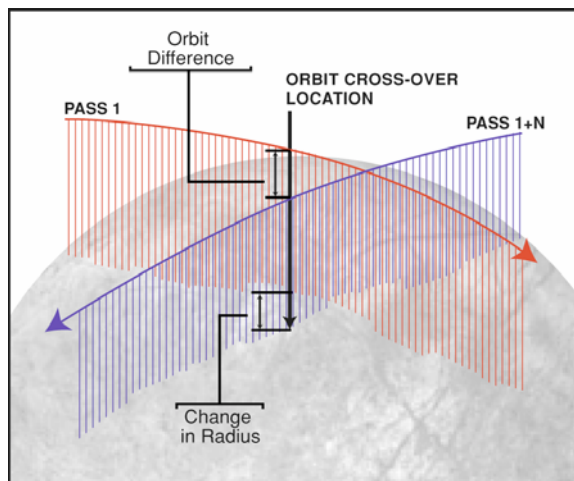 Orbit
Difference
ORBIT CROSS-OVER
LOCATION
PASS 1
PASS 1+N
Change
in Radius